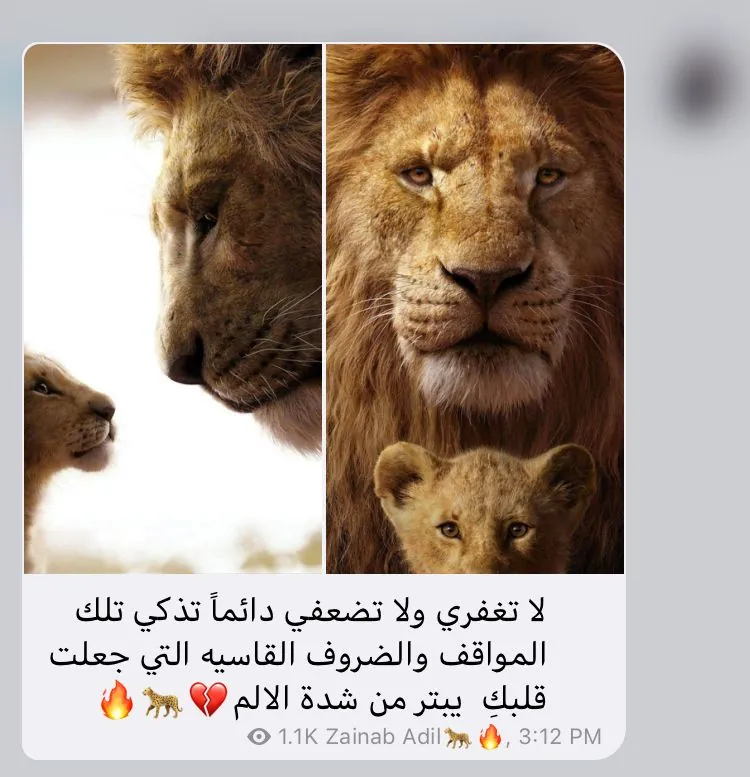 لا تغفري ولا تضعفي دائماً تذكي تلك
المواقف والضروف القاسيه التي جعلت
قلبكِ يبتر من شدة الالم💔🐆🔥
1.1K Zainab Adil🐆🔥, 3:12 PM